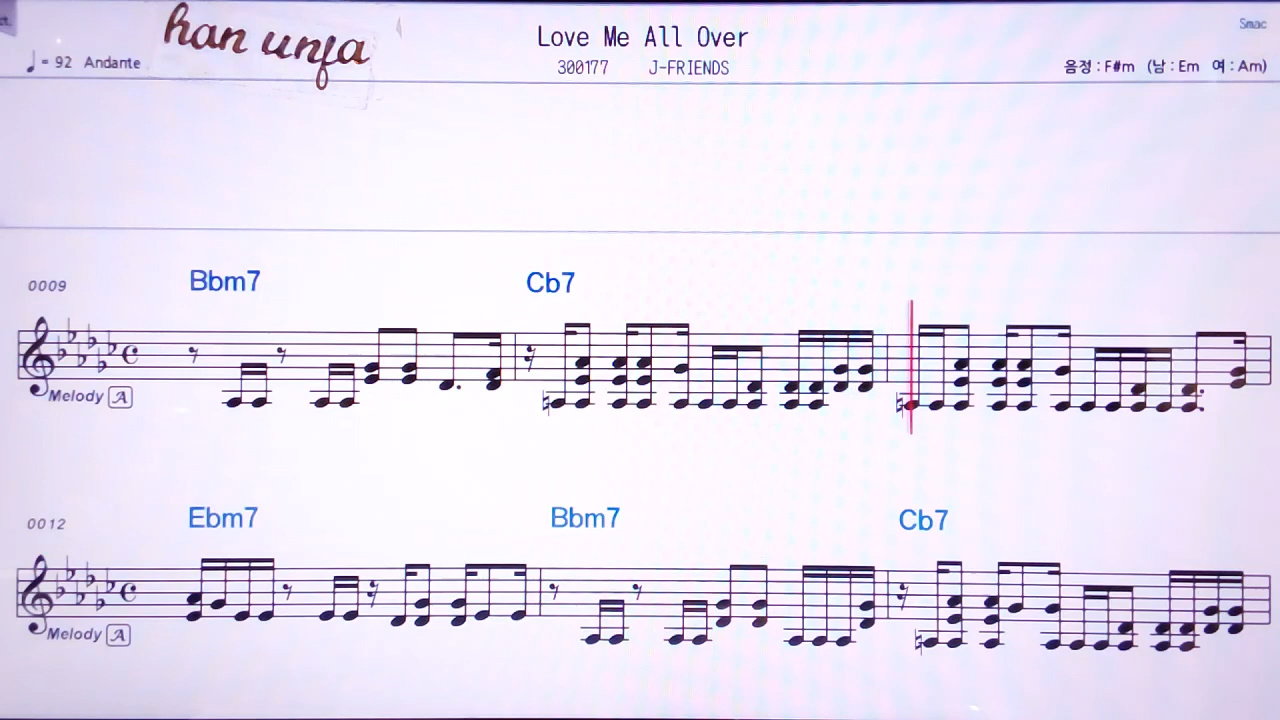 han unfa
Love Me All Over
Smac
♩= 92 Andante
300177 J-FRIENDS
음정 : F#m (남 : Em 여 : Am)
0009
Bbm7 Cb7
Melody A
0012
Ebm7 Bbm7 Cb7
Melody A